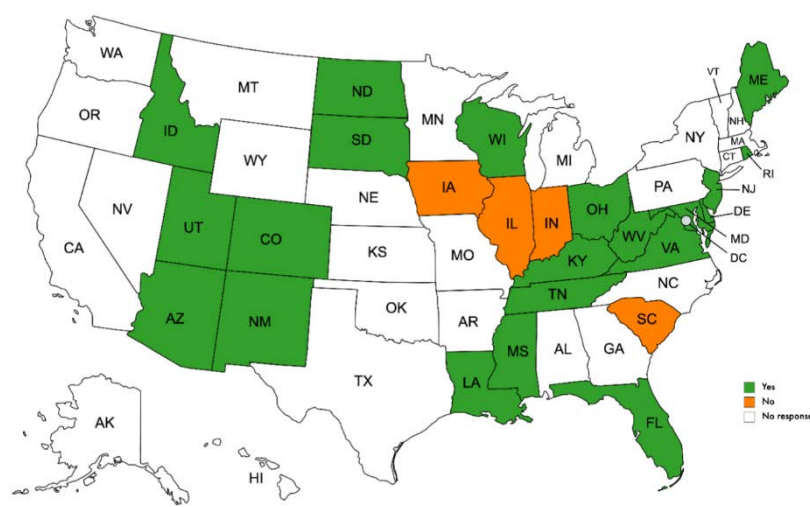 WA
MT
ND
MN
VT
ME
OR
ID
SD
WI
MI
NY
NH
MA
CT
RI
WY
IA
NE
PA
NJ
NV
UT
CO
IL
IN
OH
DE
WV
VA
MD
DC
CA
KS
MO
KY
NC
AZ
NM
OK
AR
TN
SC
MS
AL
GA
TX
LA
FL
AK
HI
Yes
No
No response